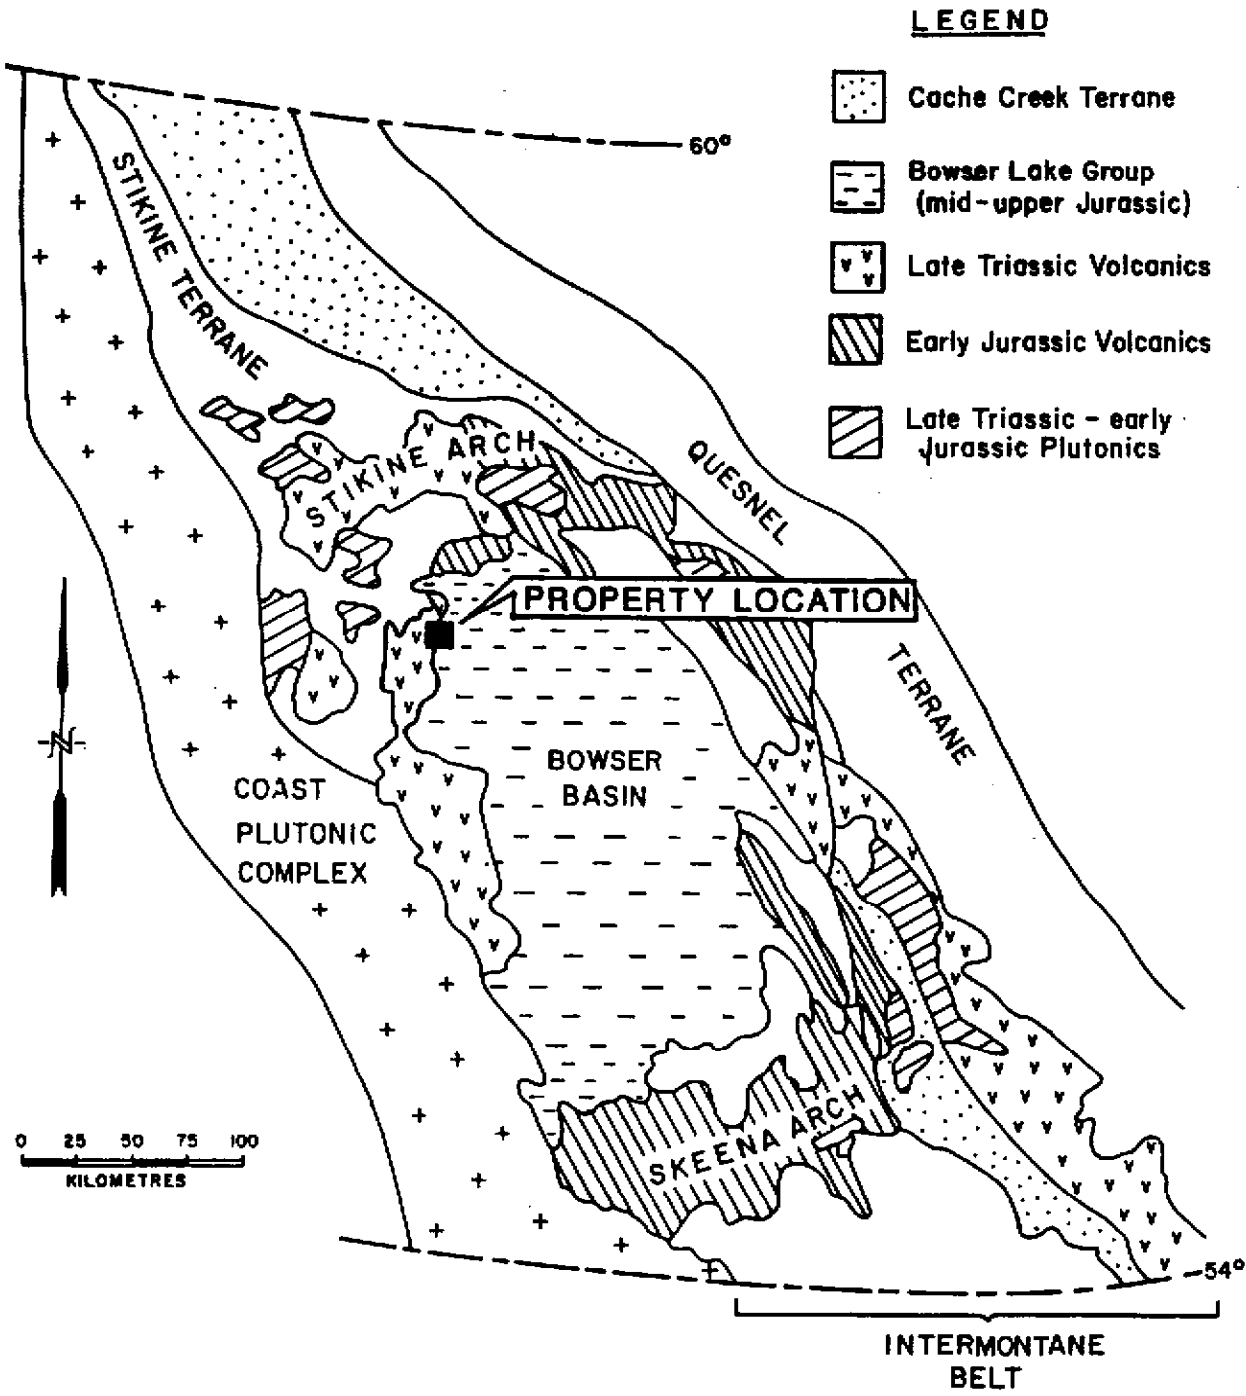 LEGEND
Cache Creek Terrane
Bowser Lake Group
(mid-upper Jurassic)
Late Triassic Volcanics
Early Jurassic Volcanics
Late Triassic - early
Jurassic Plutonics
60°
STIKINE TERRANE
STIKINE ARCH
QUESNEL
TERRANE
PROPERTY LOCATION
N
BOWSER
BASIN
COAST
PLUTONIC
COMPLEX
SKEENA ARCH
0 25 50 75 100
KILOMETRES
54°
INTERMONTANE
BELT